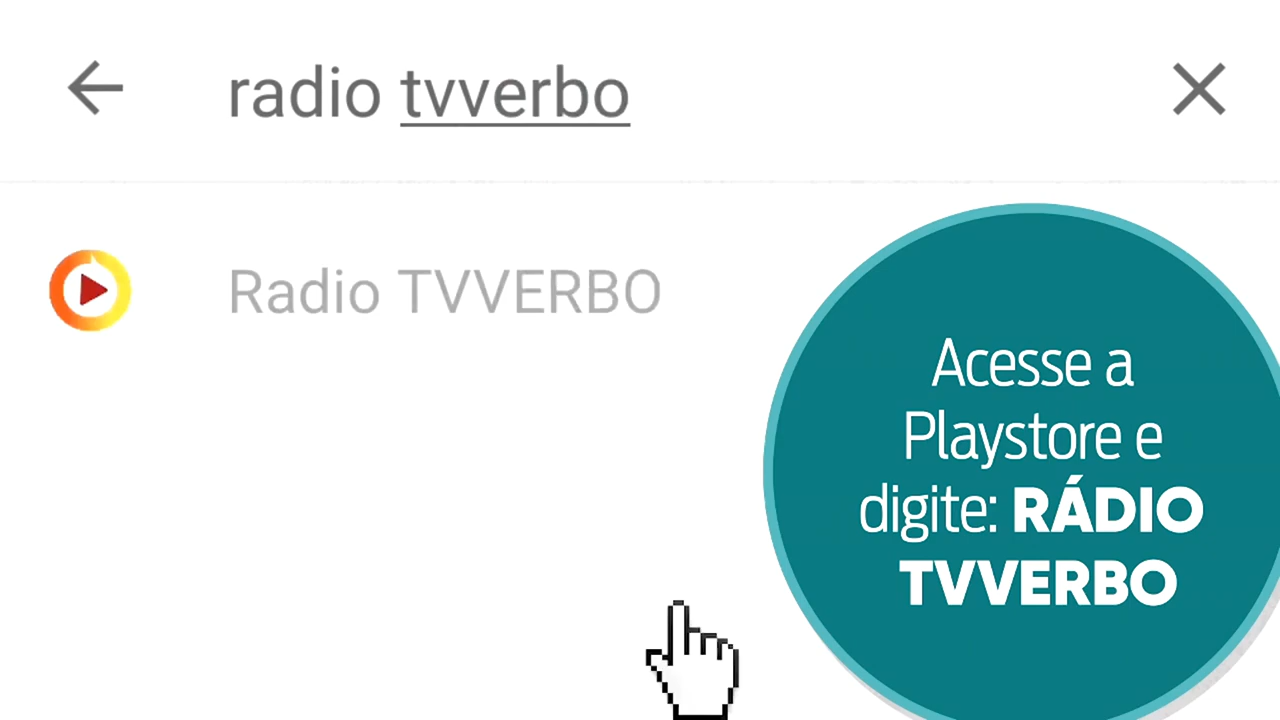 radio tvverbo
Radio TVVERBO
Acesse a
Playstore e
digite: RÁDIO
TVVERBO